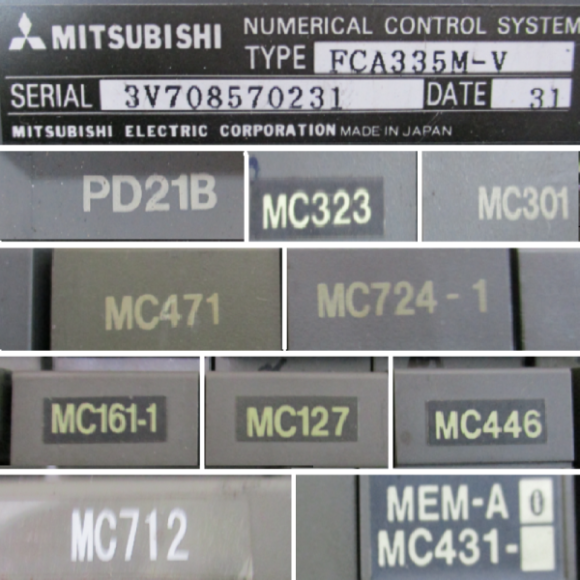 MITSUBISHI NUMERICAL CONTROL SYSTEM
TYPE FCA335M-V
SERIAL 3V708570231 DATE 31
MITSUBISHI ELECTRIC CORPORATION MADE IN JAPAN
PD21B MC323 MC301
MC471 MC724-1
MC161-1 MC127 MC446
MC712 MEM-A 0
MC431-